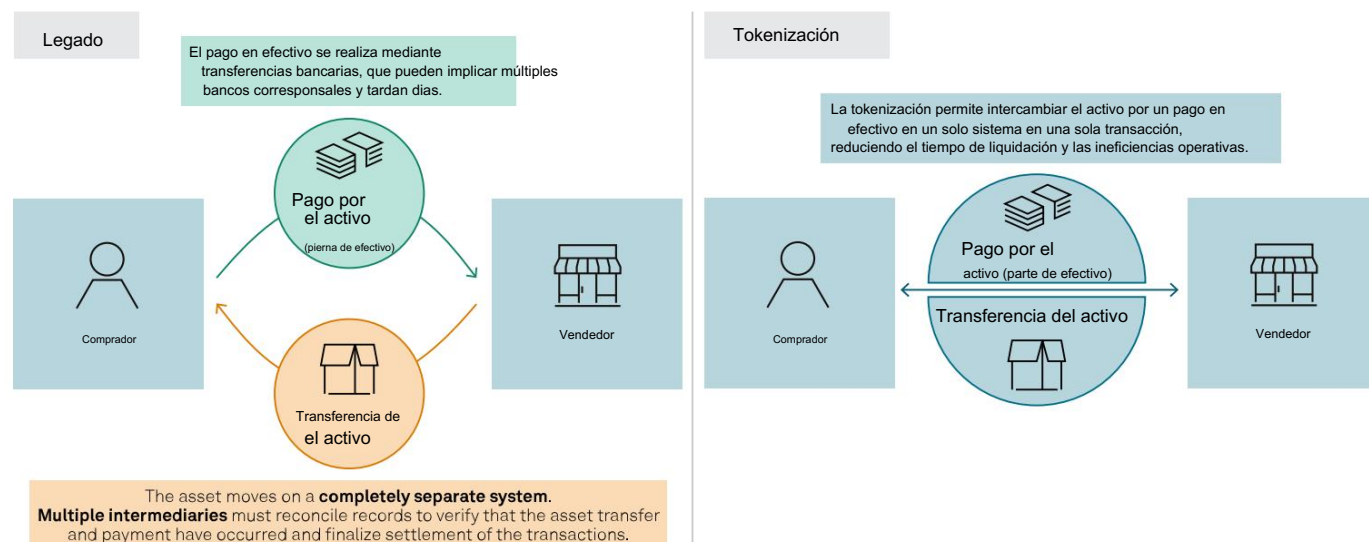 Legado
El pago en efectivo se realiza mediante
transferencias bancarias, que pueden implicar múltiples
bancos corresponsales y tardan dias.
Pago por
el activo
(pierna de efectivo)
Comprador
Vendedor
Transferencia de
el activo
The asset moves on a completely separate system.
Multiple intermediaries must reconcile records to verify that the asset transfer
and payment have occurred and finalize settlement of the transactions.
Tokenización
La tokenización permite intercambiar el activo por un pago en
efectivo en un solo sistema en una sola transacción,
reduciendo el tiempo de liquidación y las ineficiencias operativas.
Pago por el
activo (parte de efectivo)
Comprador
Vendedor
Transferencia del activo